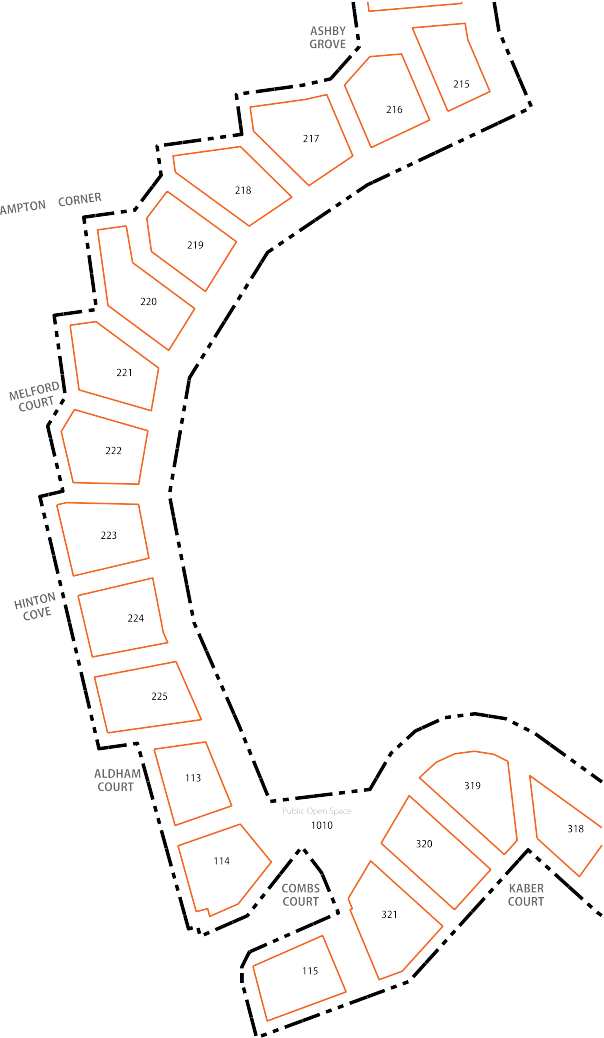 ASHBY
GROVE
215
216
217
218
AMPTON CORNER
219
220
221
MELFORD
COURT
222
223
HINTON
COVE
224
225
ALDHAM
COURT
113
319
Public Open Space
1010
318
320
114
COMBS
COURT
KABER
COURT
321
115